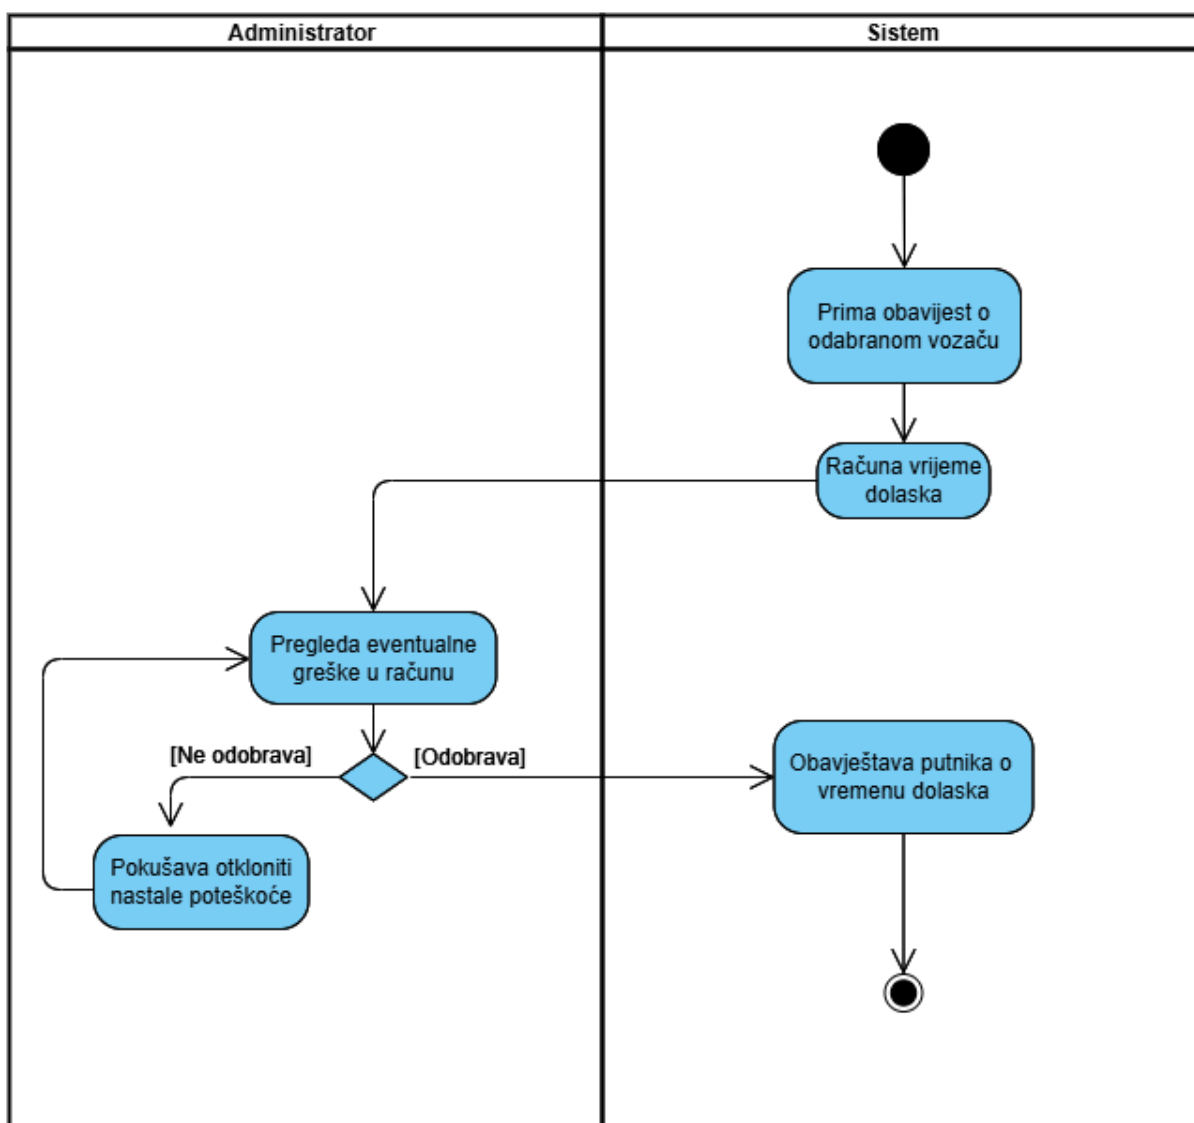 Administrator
Sistem
Prima obavijest o
odabranom vozaču
Računa vrijeme
dolaska
Pregleda eventualne
greške u računu
[Ne odobrava]
[Odobrava]
Obavještava putnika o
vremenu dolaska
Pokušava otkloniti
nastale poteškoće